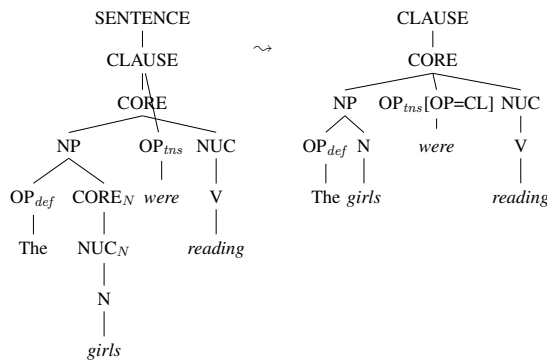 SENTENCE CLAUSE
⇝
CLAUSE CORE
CORE NP OP_tns[OP=CL] NUC
NP OP_tns NUC OP_def N were V
OP_def CORE_N were V The girls reading
The NUC_N reading
N
girls